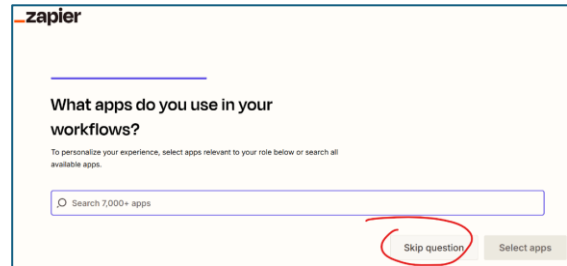 zapier
What apps do you use in your
workflows?
To personalize your experience, select apps relevant to your role below or search all
available apps.
Search 7,000+ apps
Skip question Select apps